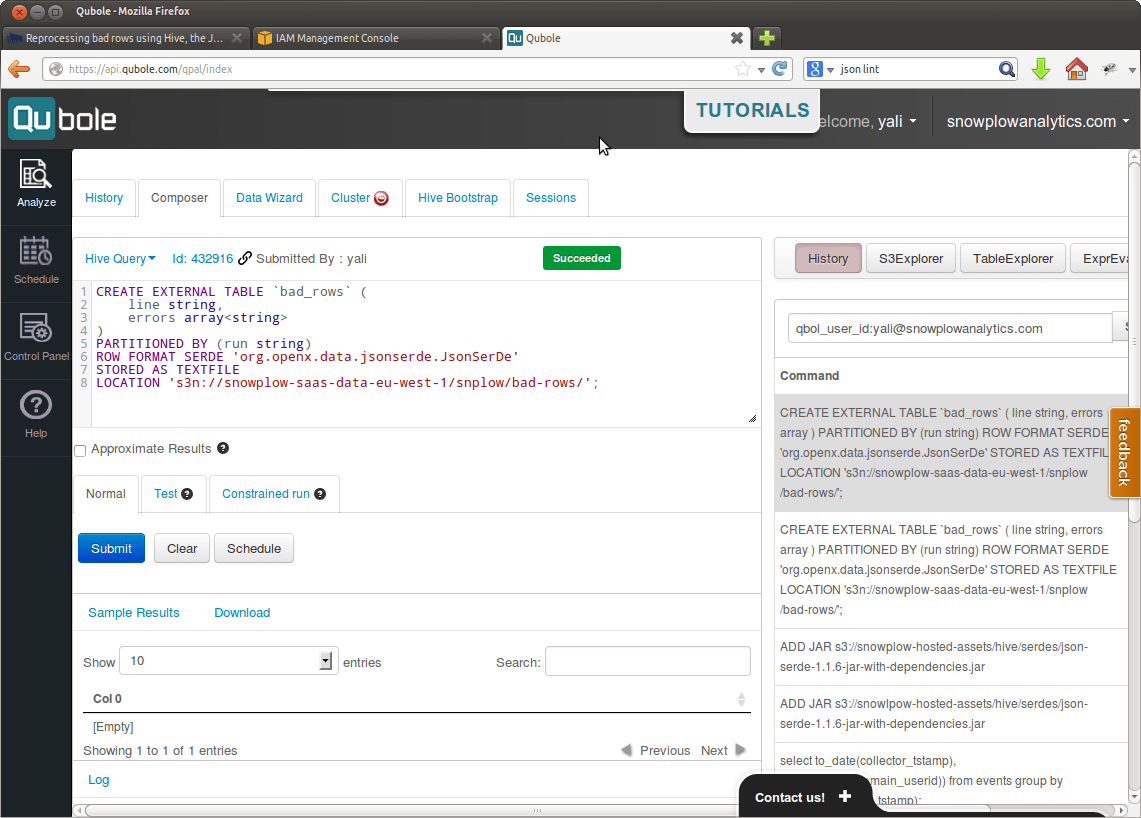 Qubole - Mozilla Firefox
Reprocessing bad rows using Hive, the J...
IAM Management Console
Qubole
https://api.qubole.com/qpal/index
json lint
Qubole
TUTORIALS
elcome, yali
snowplowanalytics.com
Analyze
Schedule
Control Panel
Help
History
Composer
Data Wizard
Cluster
Hive Bootstrap
Sessions
Hive Query
Id: 432916
Submitted By : yali
Succeeded
1 CREATE EXTERNAL TABLE `bad_rows` (
2 line string,
3 errors array<string>
4 )
5 PARTITIONED BY (run string)
6 ROW FORMAT SERDE 'org.openx.data.jsonserde.JsonSerDe'
7 STORED AS TEXTFILE
8 LOCATION 's3n://snowplow-saas-data-eu-west-1/snplow/bad-rows/';
Approximate Results ?
Normal
Test ?
Constrained run ?
Submit
Clear
Schedule
Sample Results
Download
Show 10 entries
Search:
Col 0
[Empty]
Showing 1 to 1 of 1 entries
Previous
Next
Log
History
S3Explorer
TableExplorer
ExprEva
qbol_user_id:yali@snowplowanalytics.com
Command
CREATE EXTERNAL TABLE `bad_rows` ( line string, errors
array ) PARTITIONED BY (run string) ROW FORMAT SERDE
'org.openx.data.jsonserde.JsonSerDe' STORED AS TEXTFIL
LOCATION 's3n://snowplow-saas-data-eu-west-1/snplow
/bad-rows/';
CREATE EXTERNAL TABLE `bad_rows` ( line string, errors
array ) PARTITIONED BY (run string) ROW FORMAT SERDE
'org.openx.data.jsonserde.JsonSerDe' STORED AS TEXTFILE
LOCATION 's3n://snowplow-saas-data-eu-west-1/snplow
/bad-rows/';
ADD JAR s3://snowplow-hosted-assets/hive/serdes/json-
serde-1.1.6-jar-with-dependencies.jar
ADD JAR s3://snowlpow-hosted-assets/hive/serdes/json-
serde-1.1.6-jar-with-dependencies.jar
select to_date(collector_tstamp),
main_userid)) from events group by
tstamp);
feedback
Contact us! +